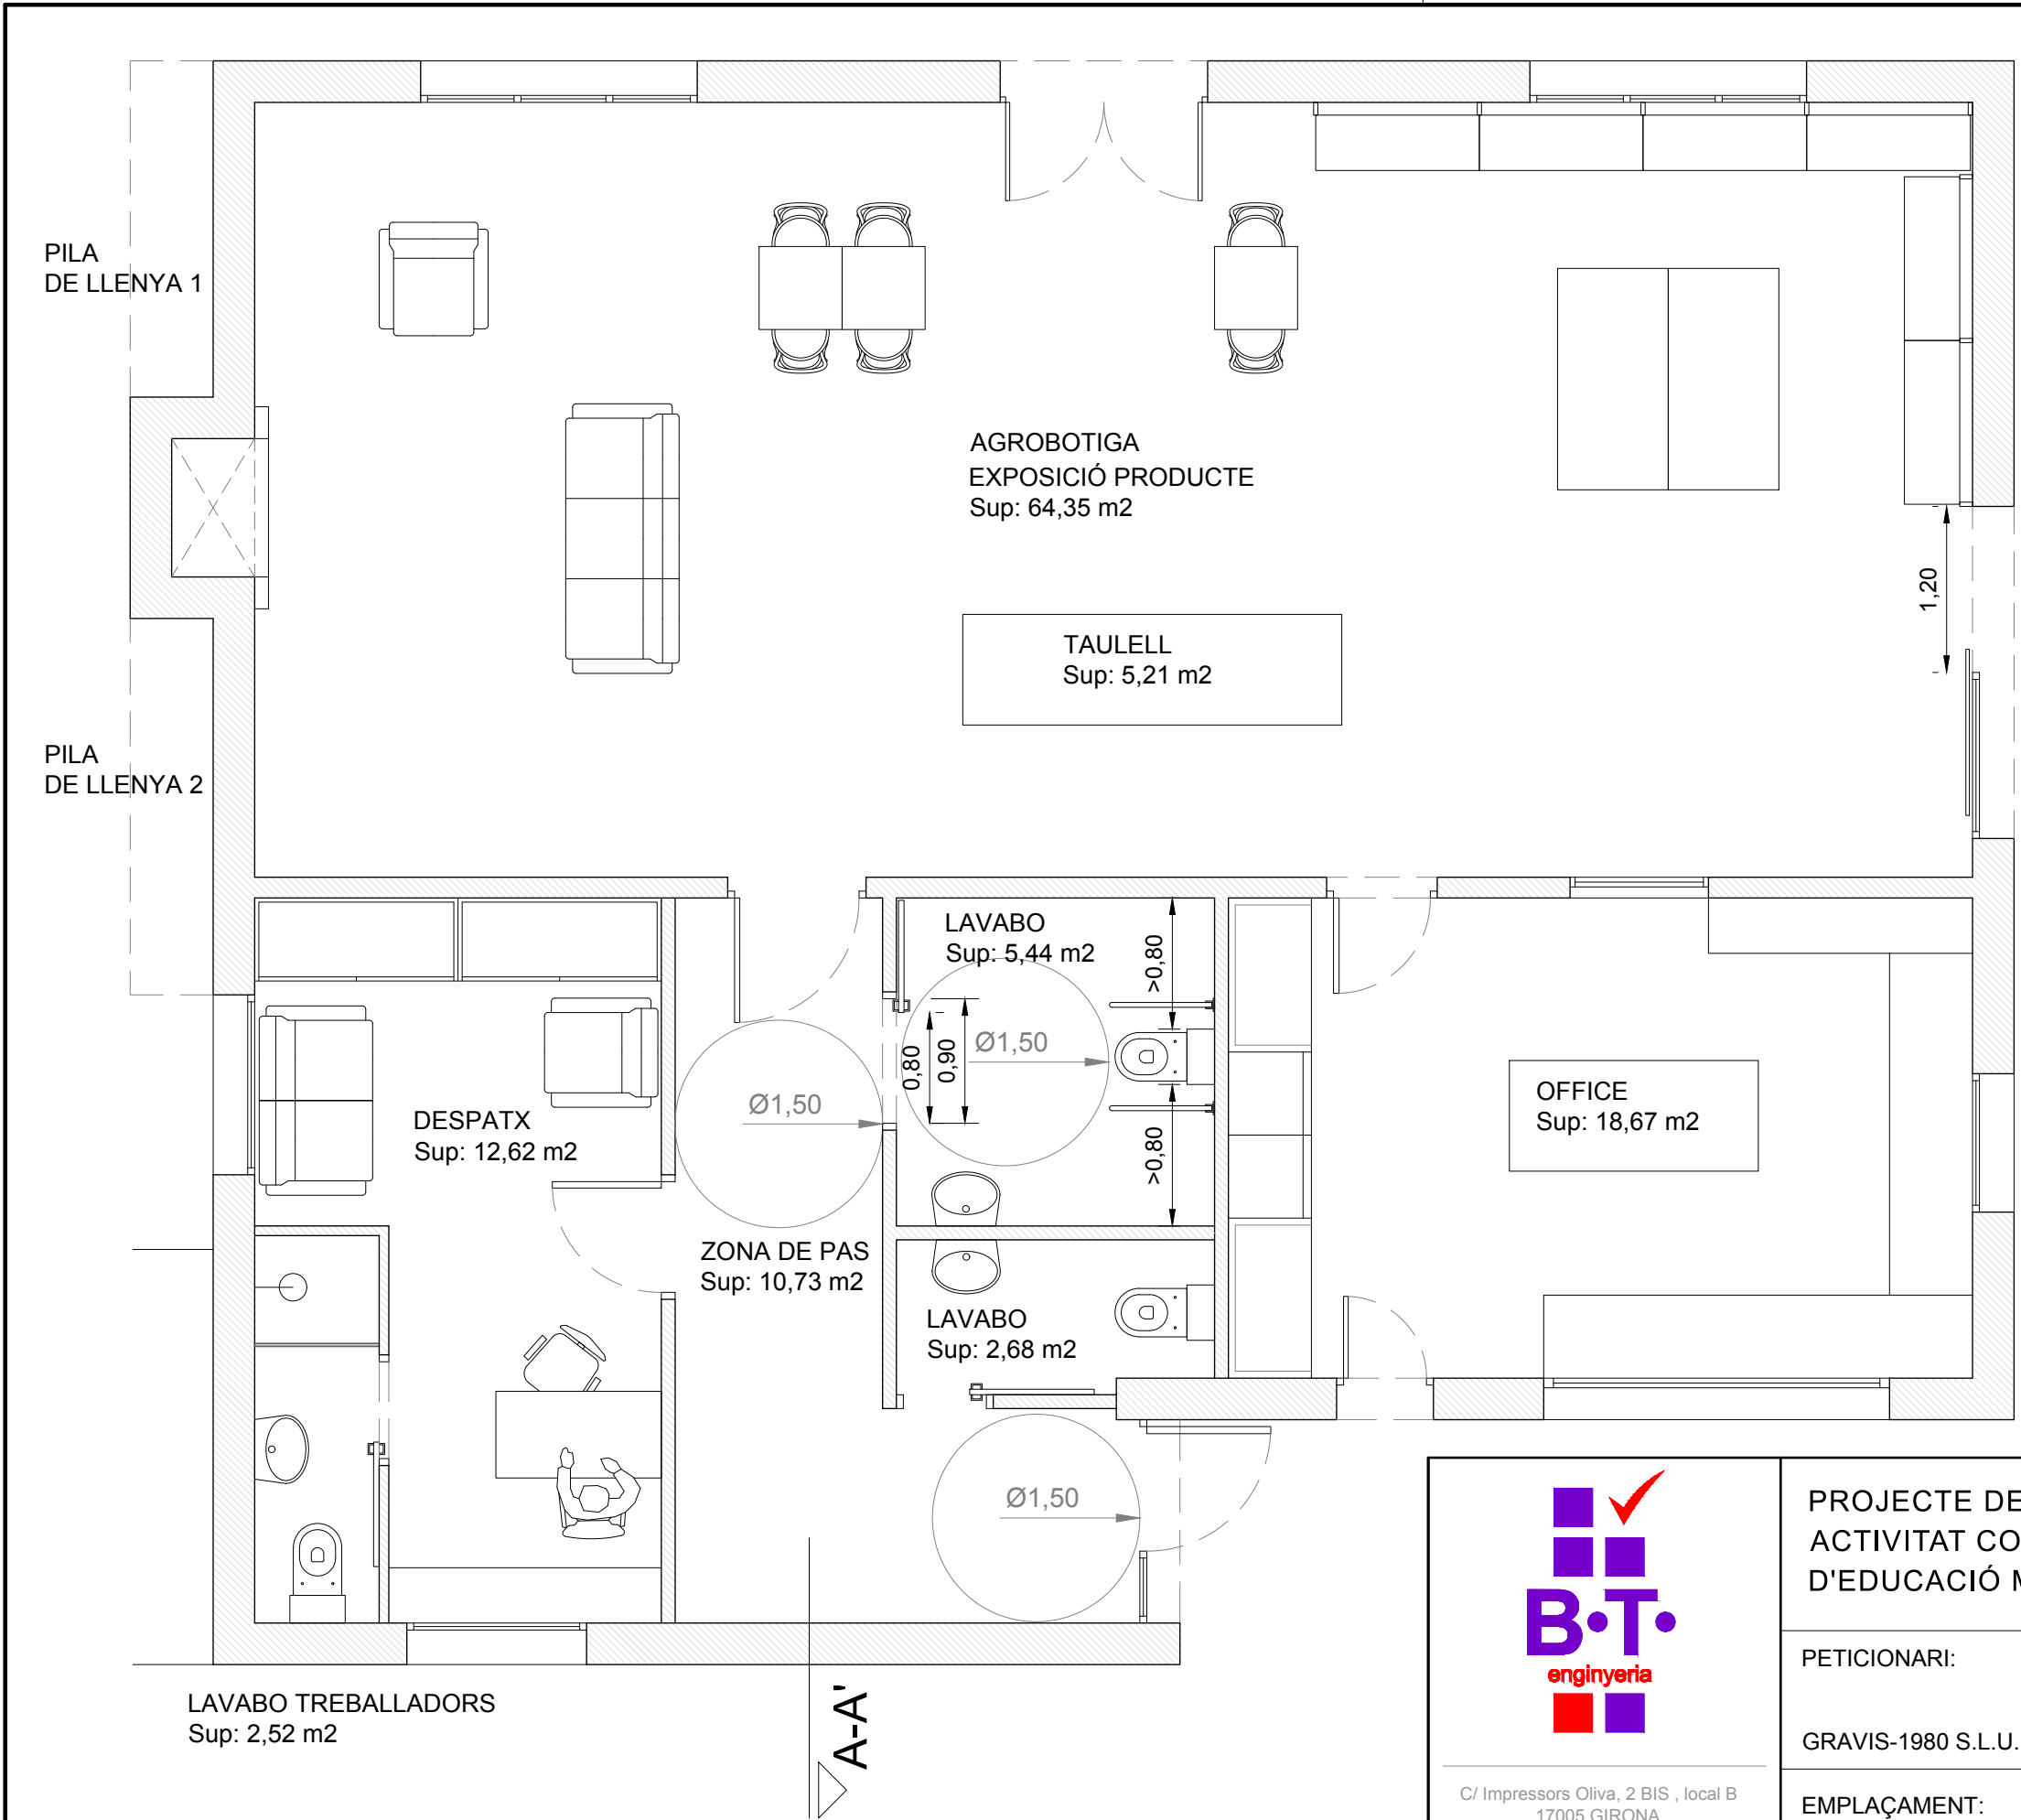 PILA
DE LLENYA 1
AGROBOTIGA
EXPOSICIÓ PRODUCTE
Sup: 64,35 m2
1,20
TAULELL
Sup: 5,21 m2
PILA
DE LLENYA 2
LAVABO
Sup: 5,44 m2
>0,80
0,80
0,90
Ø1,50
>0,80
Ø1,50
DESPATX
Sup: 12,62 m2
OFFICE
Sup: 18,67 m2
ZONA DE PAS
Sup: 10,73 m2
LAVABO
Sup: 2,68 m2
Ø1,50
LAVABO TREBALLADORS
Sup: 2,52 m2
A-A'
B·T·
enginyeria
C/ Impressors Oliva, 2 BIS , local B
17005 GIRONA
PROJECTE DE
ACTIVITAT CO
D'EDUCACIÓ
PETICIONARI:
GRAVIS-1980 S.L.U.
EMPLAÇAMENT: